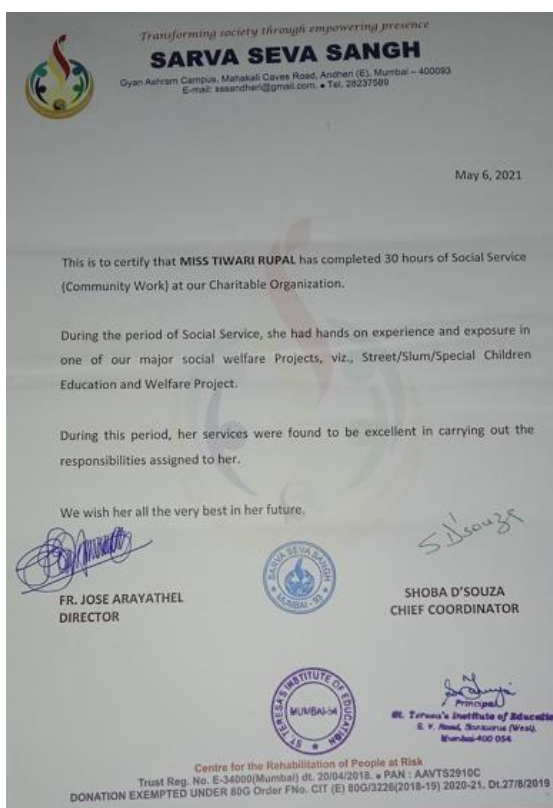 Transforming society through empowering presence
SARVA SEVA SANGH
Gyan Ashram Campus, Mahakali Caves Road, Andheri (E), Mumbai – 400093
E-mail: sssandheri@gmail.com. • Tel. 28237589
May 6, 2021
This is to certify that MISS TIWARI RUPAL has completed 30 hours of Social Service
(Community Work) at our Charitable Organization.
During the period of Social Service, she had hands on experience and exposure in
one of our major social welfare Projects, viz., Street/Slum/Special Children
Education and Welfare Project.
During this period, her services were found to be excellent in carrying out the
responsibilities assigned to her.
We wish her all the very best in her future.
S.D'souza
SARVA SEVA SANGH
MUMBAI - 93
FR. JOSE ARAYATHEL
DIRECTOR
SHOBA D'SOUZA
CHIEF COORDINATOR
ST. TERESA'S INSTITUTE OF EDUCATION
MUMBAI-54
Principal
St. Teresa's Institute of Education
S. V. Road, Santacruz (West),
Mumbai-400 054
Centre for the Rehabilitation of People at Risk
Trust Reg. No. E-34000(Mumbai) dt. 20/04/2018. • PAN : AAVTS2910C
DONATION EXEMPTED UNDER 80G Order FNo. CIT (E) 80G/3226(2018-19) 2020-21. Dt.27/8/2019